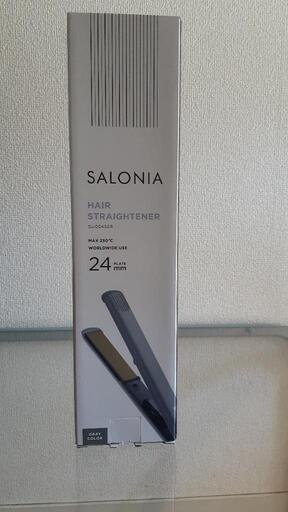 SALONIA
HAIR
STRAIGHTENER
MAX 230℃
WORLDWIDE USE
24 PLATE mm
GRAY
COLOR